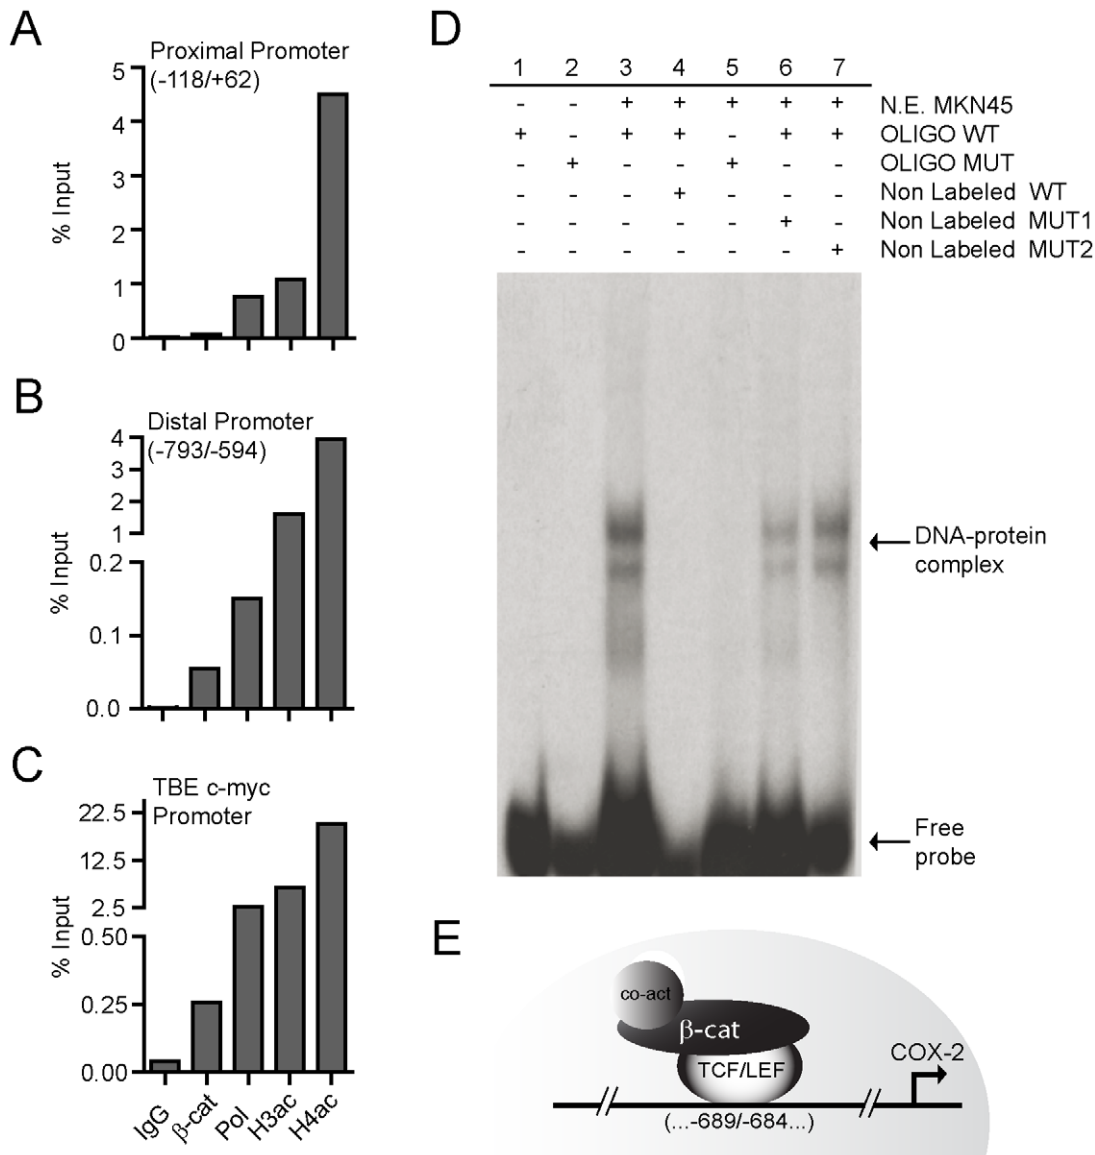 A
Proximal Promoter
(-118/+62)
% Input
5
4
3
2
1
0
B
Distal Promoter
(-793/-594)
% Input
4
3
2
1
0.2
0.1
0.0
C
TBE c-myc
Promoter
% Input
22.5
12.5
2.5
0.50
0.25
0.00
IgG
β-cat
Pol
H3ac
H4ac
D
1 2 3 4 5 6 7
- - + + + + + N.E. MKN45
+ - + + - + + OLIGO WT
- + - - + - - OLIGO MUT
- - - + - - - Non Labeled WT
- - - - - + - Non Labeled MUT1
- - - - - - + Non Labeled MUT2
DNA-protein
complex
Free
probe
E
co-act
β-cat
TCF/LEF
COX-2
(...-689/-684...)